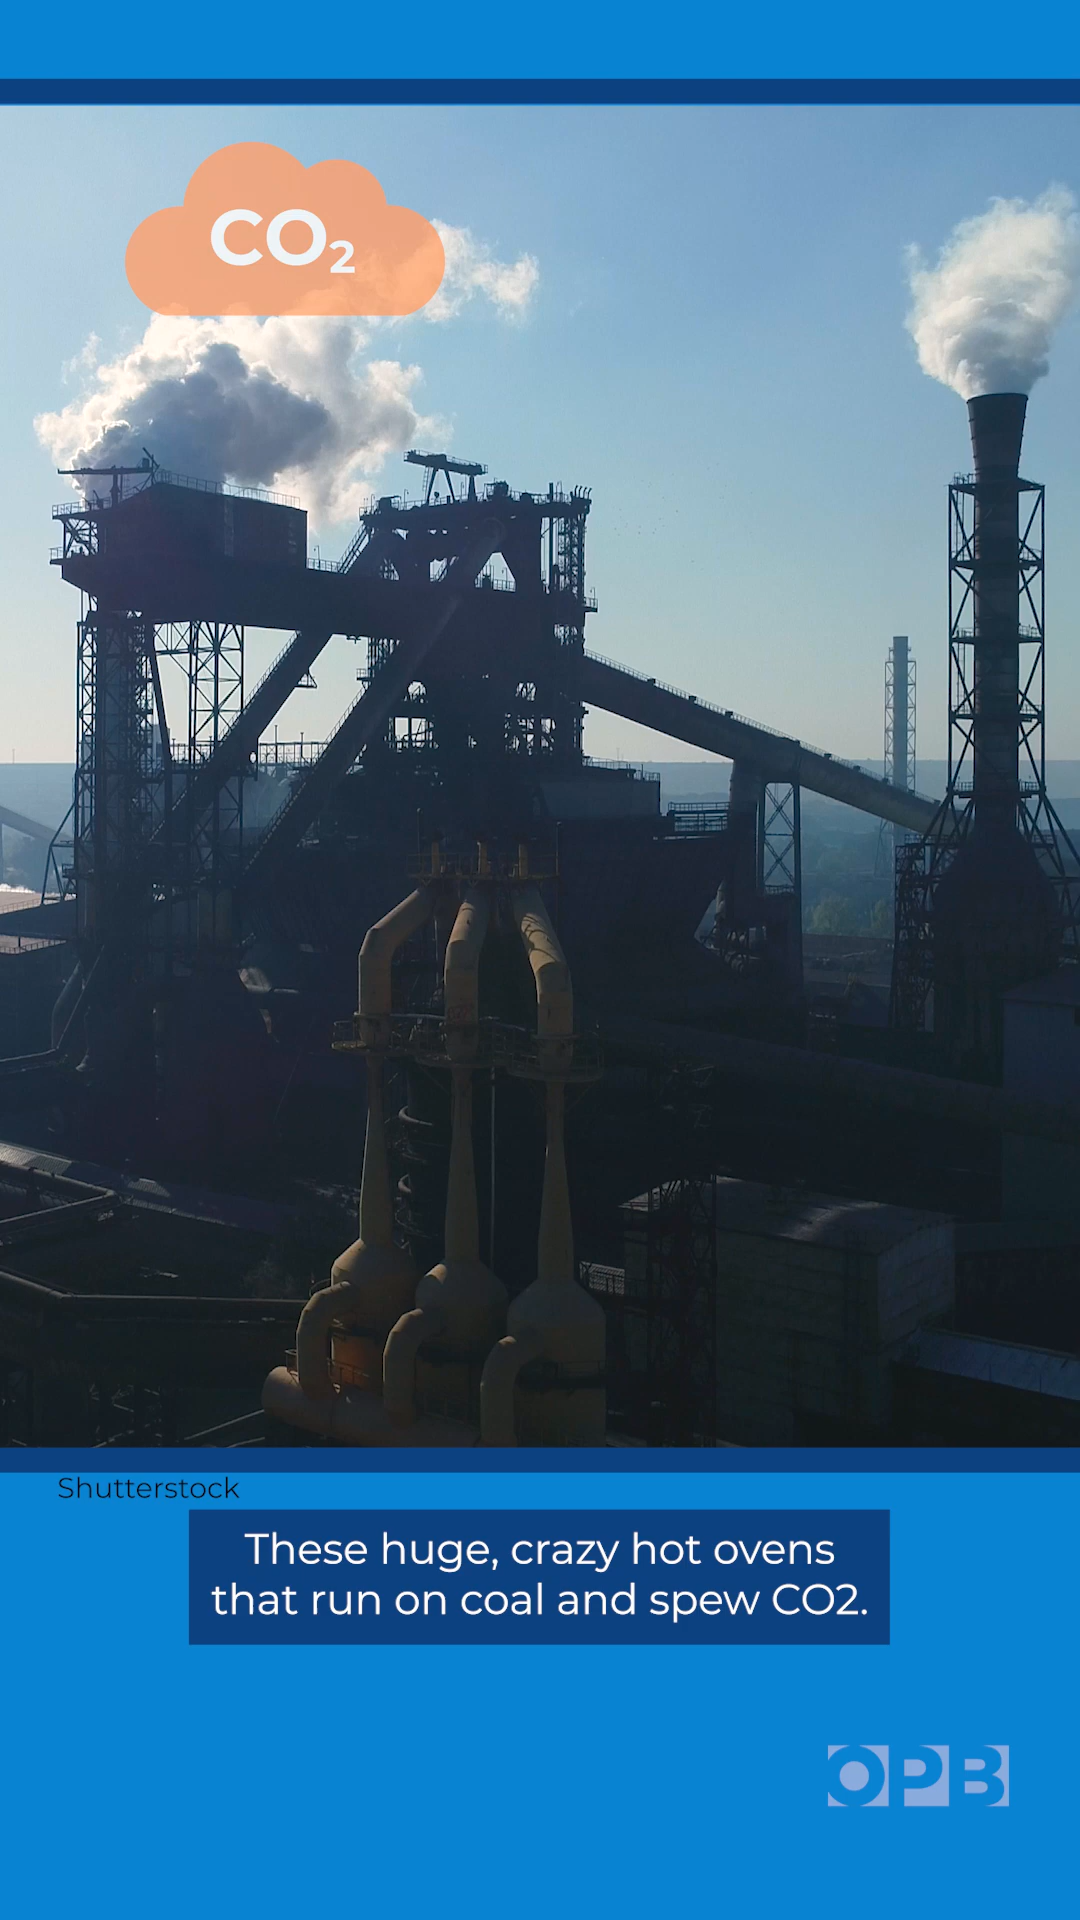 CO₂
Shutterstock
These huge, crazy hot ovens
that run on coal and spew CO2.
OPB